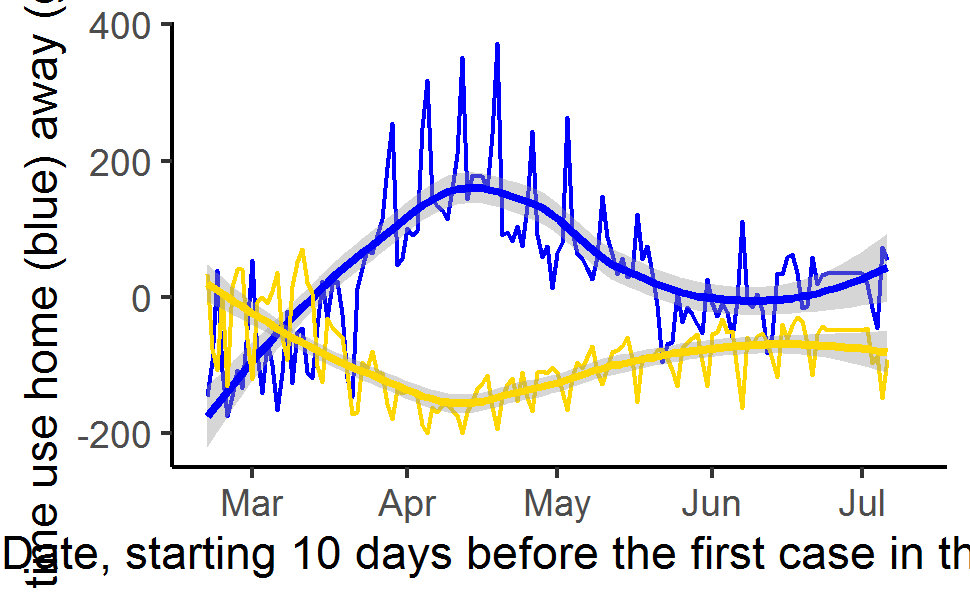 time use home (blue) away (g
400
200
0
-200
Mar Apr May Jun Jul
Date, starting 10 days before the first case in th